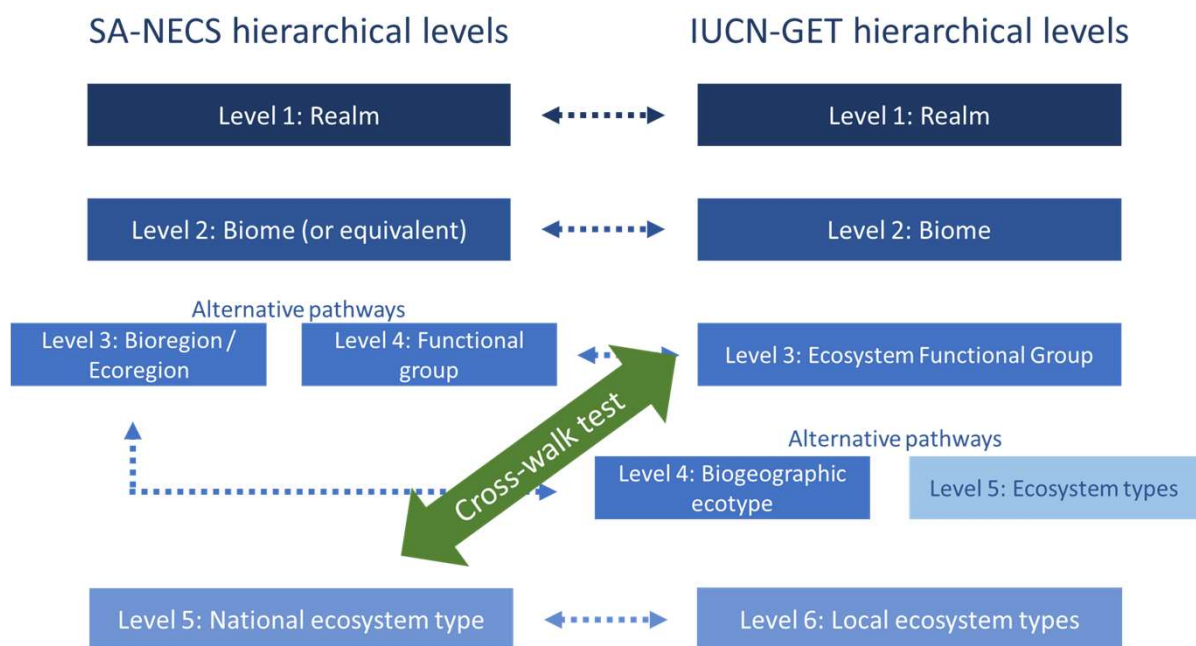 SA-NECS hierarchical levels
IUCN-GET hierarchical levels
Level 1: Realm
Level 1: Realm
Level 2: Biome (or equivalent)
Level 2: Biome
Alternative pathways
Level 3: Bioregion /
Ecoregion
Level 4: Functional
group
Level 3: Ecosystem Functional Group
Cross-walk test
Alternative pathways
Level 4: Biogeographic
ecotype
Level 5: Ecosystem types
Level 5: National ecosystem type
Level 6: Local ecosystem types